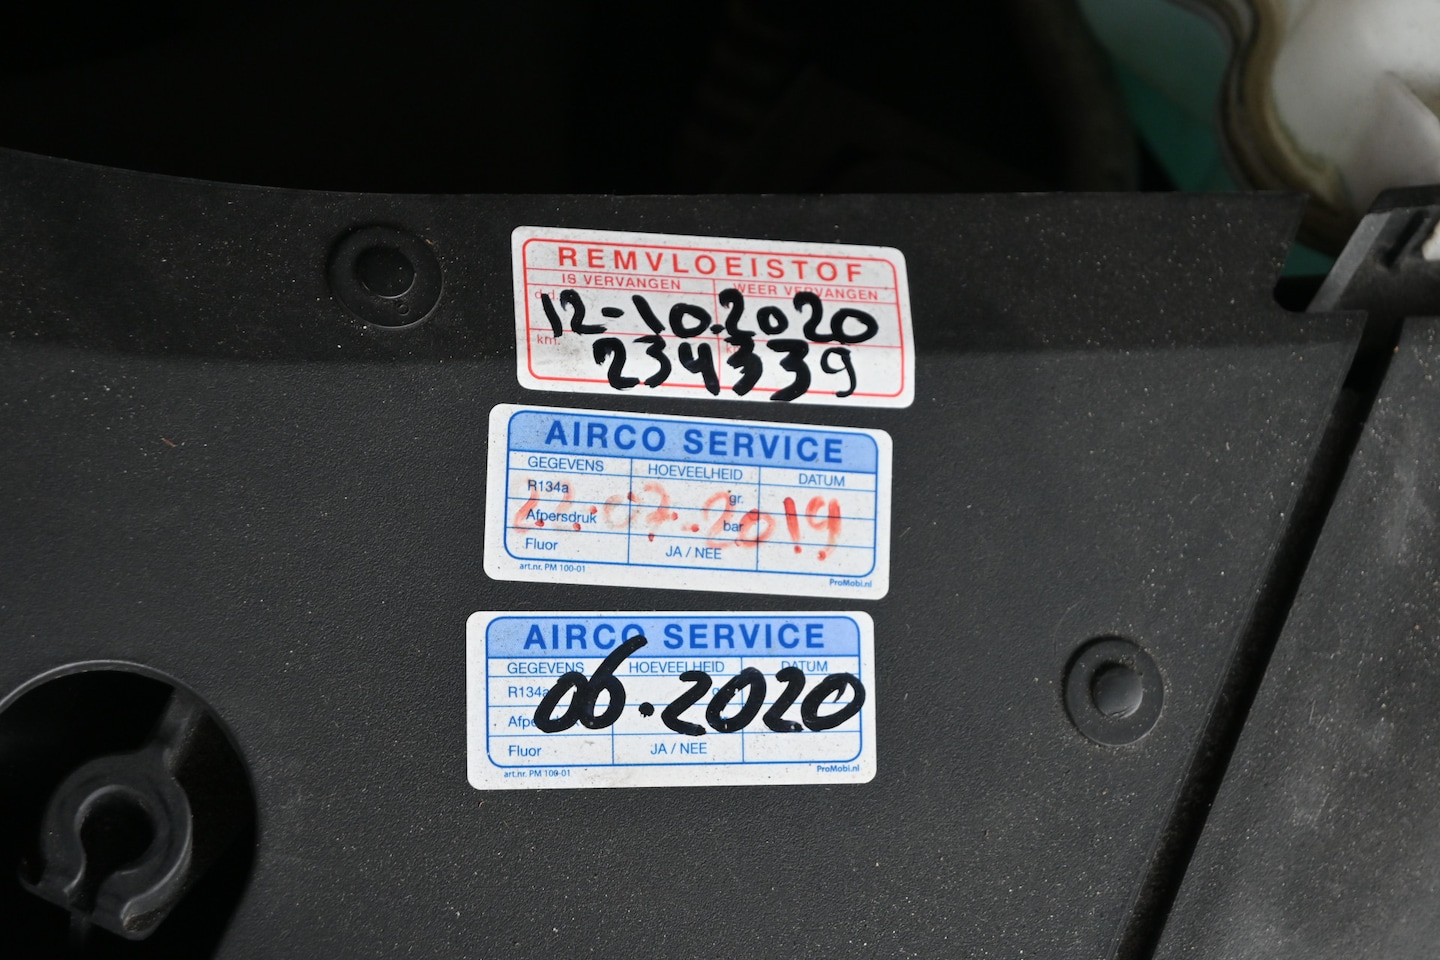 REMVLOEISTOF
IS VERVANGEN WEER VERVANGEN
d.d.
12-10.2020
km.
234339
AIRCO SERVICE
GEGEVENS HOEVEELHEID DATUM
R134a gr.
22.07.2019
Afpersdruk bar
Fluor JA / NEE
art.nr. PM 100-01 ProMobi.nl
AIRCO SERVICE
GEGEVENS HOEVEELHEID DATUM
R134a
06.2020
Fluor JA / NEE
art.nr. PM 100-01 ProMobi.nl